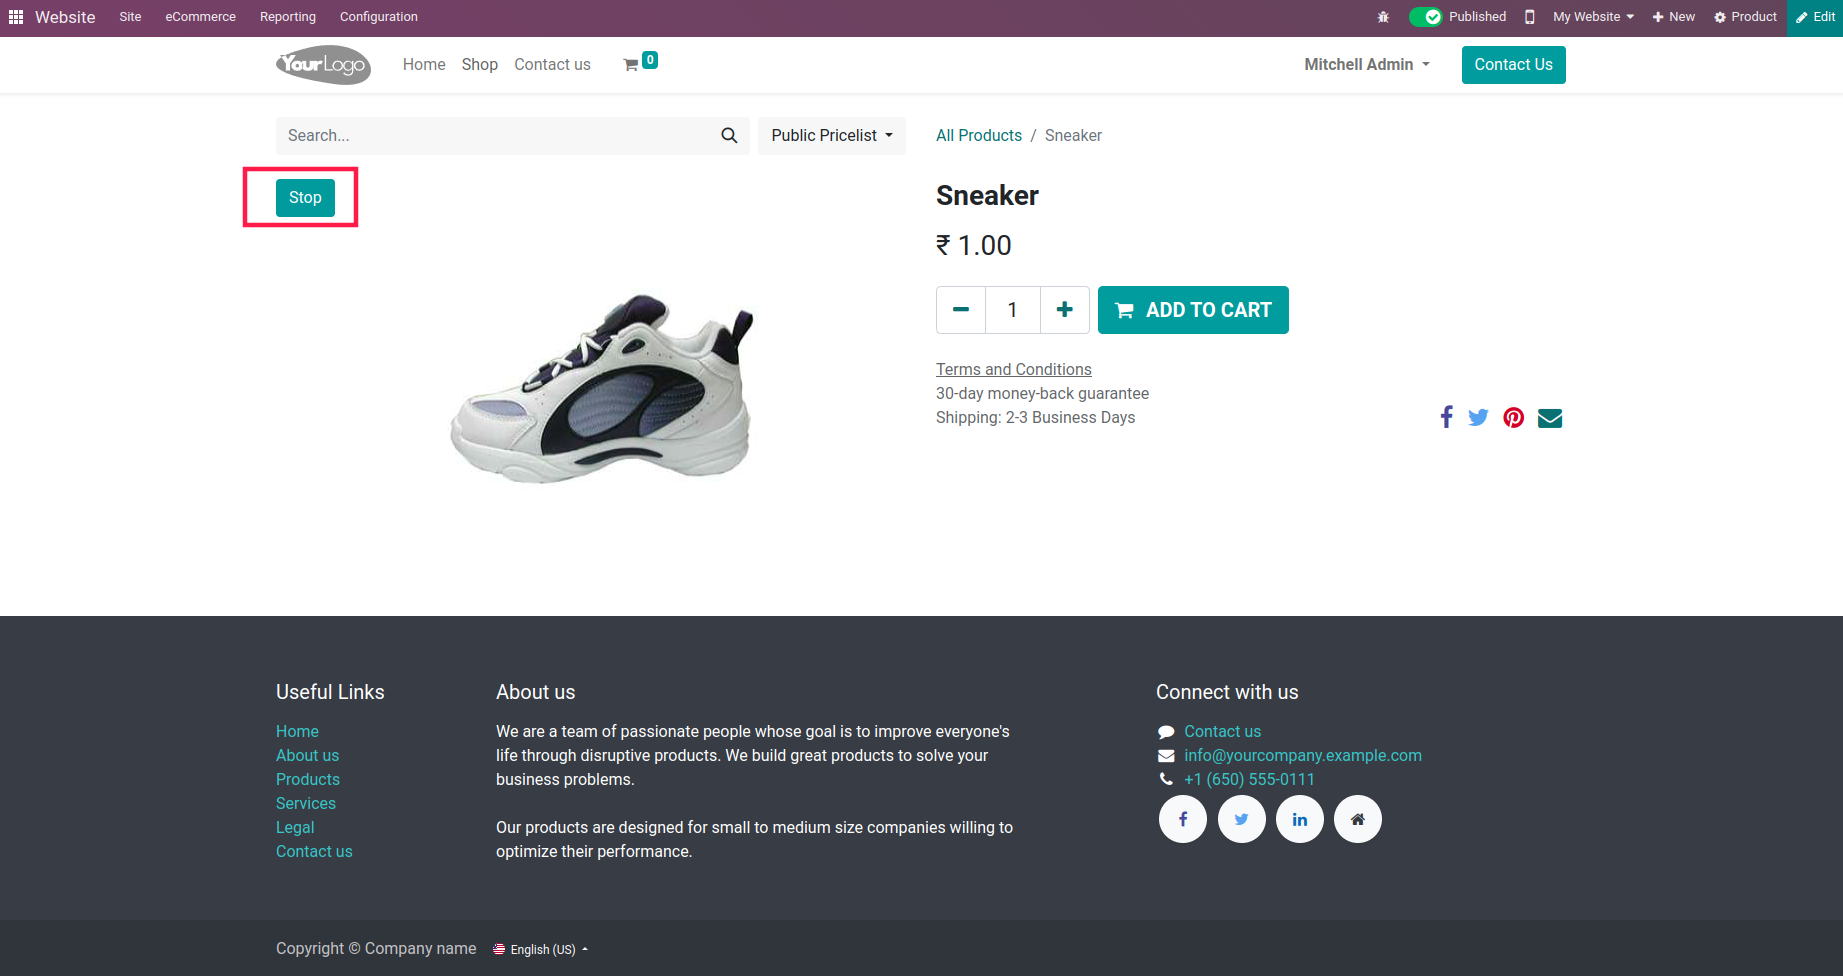 Website Site eCommerce Reporting Configuration Published My Website New Product Edit
YourLogo Home Shop Contact us 0 Mitchell Admin Contact Us
Search... Public Pricelist All Products / Sneaker
Stop
Sneaker
₹ 1.00
1 ADD TO CART
Terms and Conditions
30-day money-back guarantee
Shipping: 2-3 Business Days
Useful Links
Home
About us
Products
Services
Legal
Contact us
About us
We are a team of passionate people whose goal is to improve everyone's
life through disruptive products. We build great products to solve your
business problems.
Our products are designed for small to medium size companies willing to
optimize their performance.
Connect with us
Contact us
info@yourcompany.example.com
+1 (650) 555-0111
Copyright © Company name English (US)